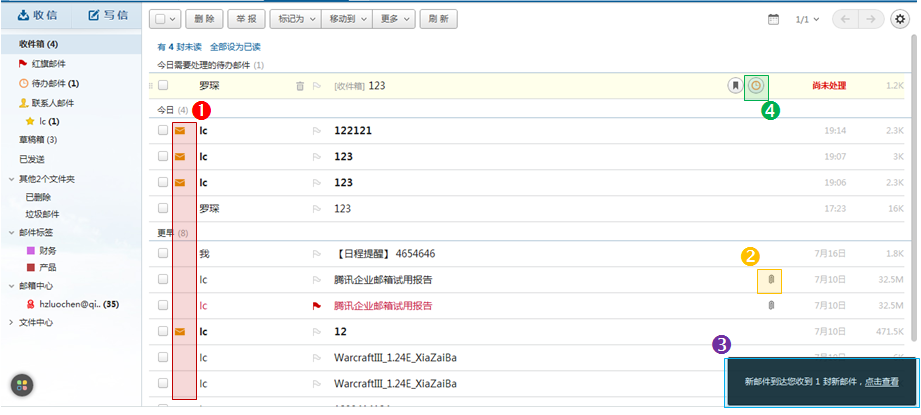 收信 写信
收件箱 (4)
红旗邮件
待办邮件 (1)
联系人邮件
lc (1)
草稿箱 (3)
已发送
其他2个文件夹
已删除
垃圾邮件
邮件标签
财务
产品
邮箱中心
hzluochen@qi.. (35)
文件中心
删 除 举 报 标记为 移动到 更多 刷 新 1/1
有 4 封未读 全部设为已读
今日需要处理的待办邮件 (1)
罗琛 [收件箱] 123 尚未处理 1.2K
4
今日 (4) 1
lc 122121 19:14 2.3K
lc 123 19:07 3K
lc 123 19:06 2.3K
罗琛 123 17:23 16K
更早 (8)
我 【日程提醒】 4654646 7月16日 1.8K
2
lc 腾讯企业邮箱试用报告 7月10日 32.5M
lc 腾讯企业邮箱试用报告 7月10日 32.5M
lc 12 7月10日 471.5K
3
lc WarcraftIII_1.24E_XiaZaiBa
lc WarcraftIII_1.24E_XiaZaiBa
新邮件到达您收到 1 封新邮件，点击查看